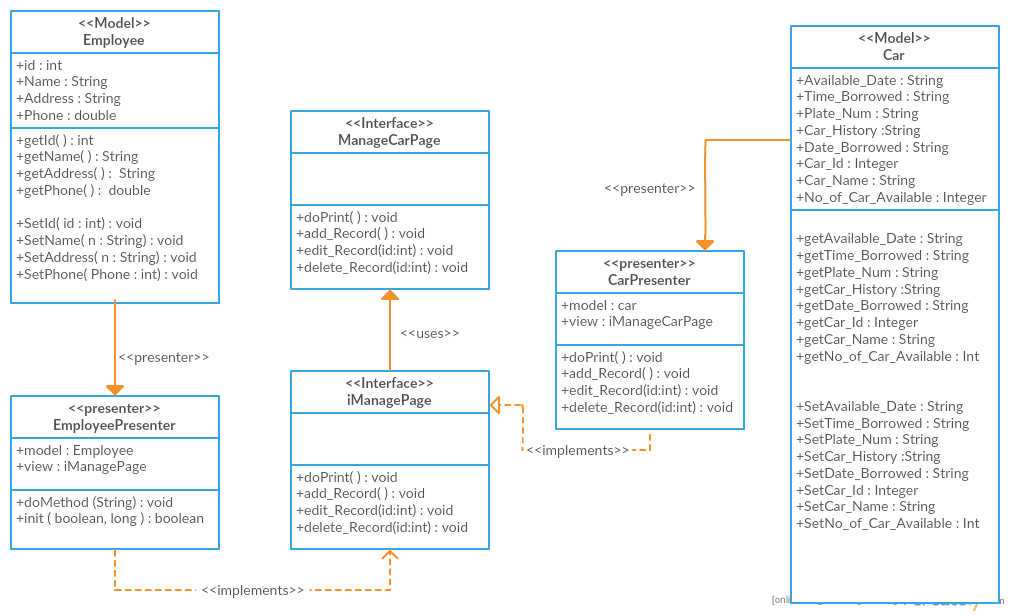 <<Model>>
Employee
+id : int
+Name : String
+Address : String
+Phone : double
+getId( ) : int
+getName( ) : String
+getAddress( ) :  String
+getPhone( ) :  double
+SetId( id : int) : void
+SetName( n : String) : void
+SetAddress( n : String) : void
+SetPhone( Phone : int) : void
<<presenter>>
<<presenter>>
EmployeePresenter
+model : Employee
+view : iManagePage
+doMethod (String) : void
+init ( boolean, long ) : boolean
<<implements>>
<<Interface>>
ManageCarPage
+doPrint( ) : void
+add_Record( ) : void
+edit_Record(id:int) : void
+delete_Record(id:int) : void
<<uses>>
<<Interface>>
iManagePage
+doPrint( ) : void
+add_Record( ) : void
+edit_Record(id:int) : void
+delete_Record(id:int) : void
<<presenter>>
<<presenter>>
CarPresenter
+model : car
+view : iManageCarPage
+doPrint( ) : void
+add_Record( ) : void
+edit_Record(id:int) : void
+delete_Record(id:int) : void
<<implements>>
<<Model>>
Car
+Available_Date : String
+Time_Borrowed : String
+Plate_Num : String
+Car_History :String
+Date_Borrowed : String
+Car_Id : Integer
+Car_Name : String
+No_of_Car_Available : Integer
+getAvailable_Date : String
+getTime_Borrowed : String
+getPlate_Num : String
+getCar_History :String
+getDate_Borrowed : String
+getCar_Id : Integer
+getCar_Name : String
+getNo_of_Car_Available : Int
+SetAvailable_Date : String
+SetTime_Borrowed : String
+SetPlate_Num : String
+SetCar_History :String
+SetDate_Borrowed : String
+SetCar_Id : Integer
+SetCar_Name : String
+SetNo_of_Car_Available : Int